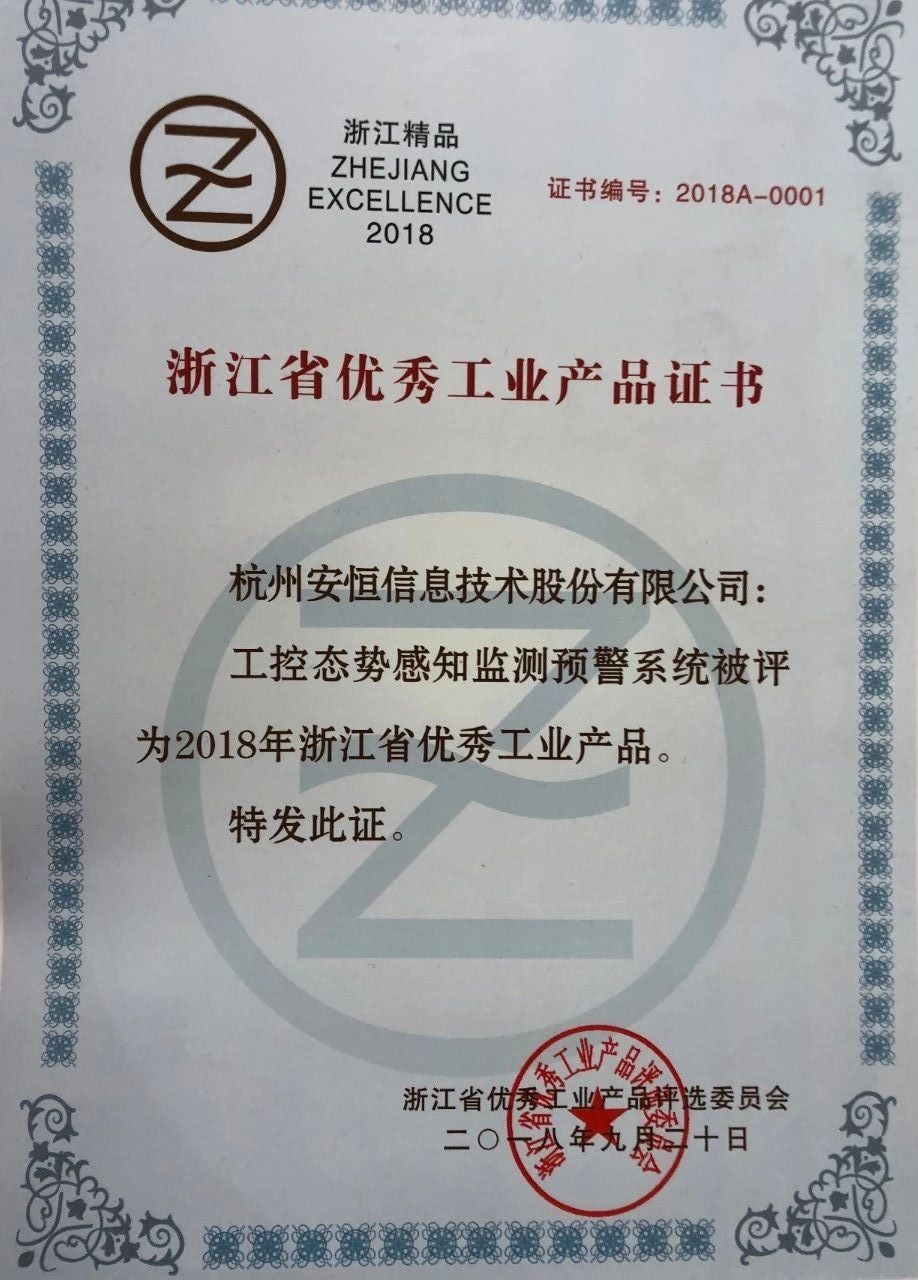 浙江精品
ZHEJIANG
EXCELLENCE
2018
证书编号：2018A-0001
浙江省优秀工业产品证书
杭州安恒信息技术股份有限公司：
工控态势感知监测预警系统被评
为2018年浙江省优秀工业产品。
特发此证。
浙江省优秀工业产品评选委员会
二〇一八年九月二十日
浙江省优秀工业产品评选委员会